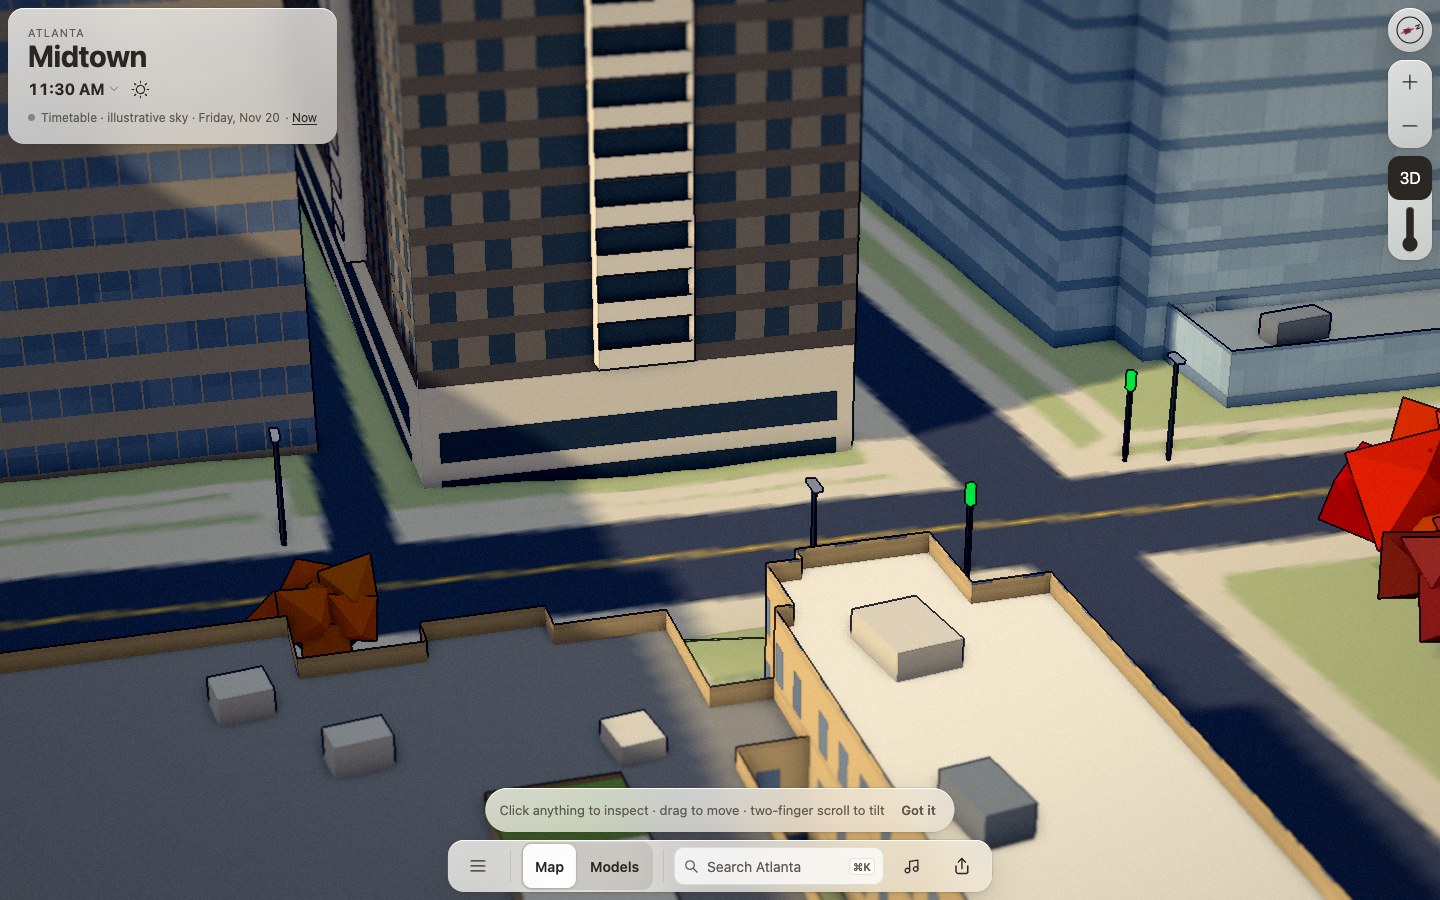 ATLANTA
Midtown
11:30 AM
Timetable · illustrative sky · Friday, Nov 20 · Now
3D
Click anything to inspect · drag to move · two-finger scroll to tilt Got it
Map Models Search Atlanta ⌘K